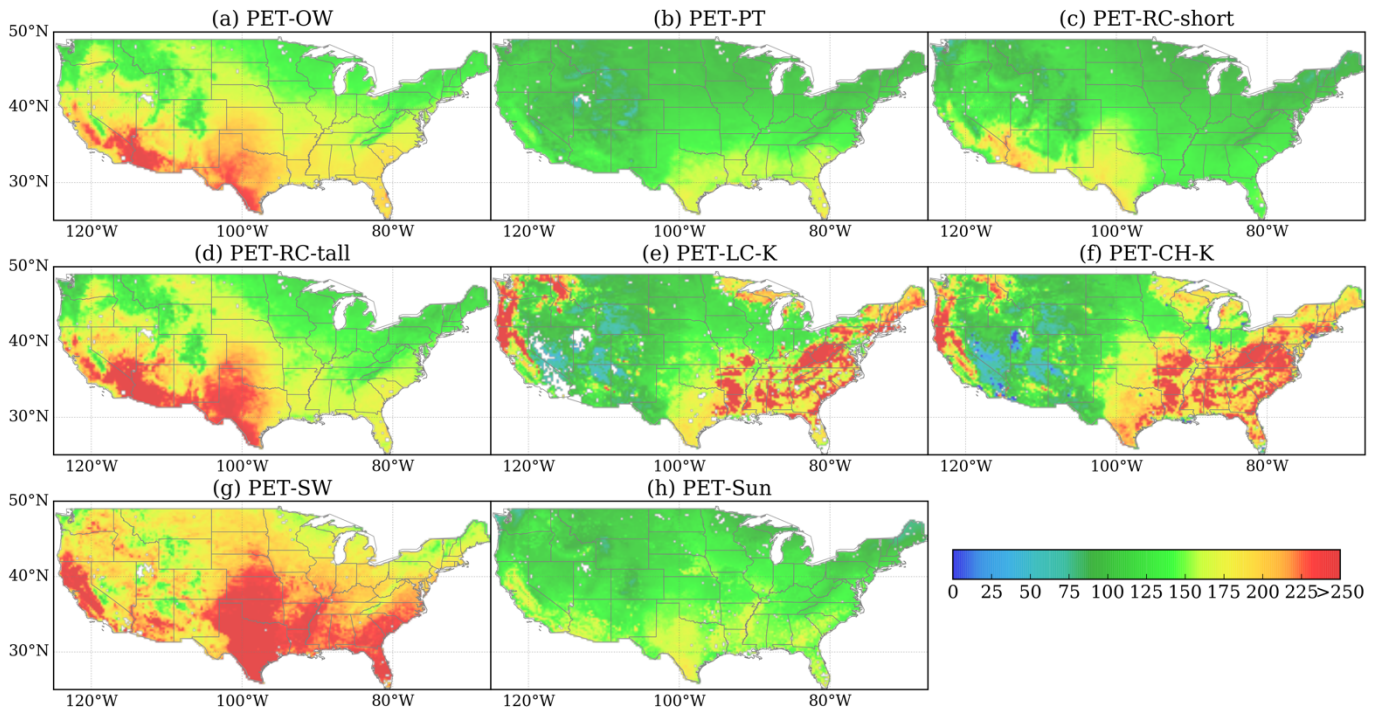 (a) PET-OW (b) PET-PT (c) PET-RC-short
50°N
40°N
30°N
120°W 100°W 80°W 120°W 100°W 80°W 120°W 100°W 80°W
(d) PET-RC-tall (e) PET-LC-K (f) PET-CH-K
50°N
40°N
30°N
120°W 100°W 80°W 120°W 100°W 80°W 120°W 100°W 80°W
(g) PET-SW (h) PET-Sun
50°N
40°N
30°N
0 25 50 75 100 125 150 175 200 225 >250
120°W 100°W 80°W 120°W 100°W 80°W